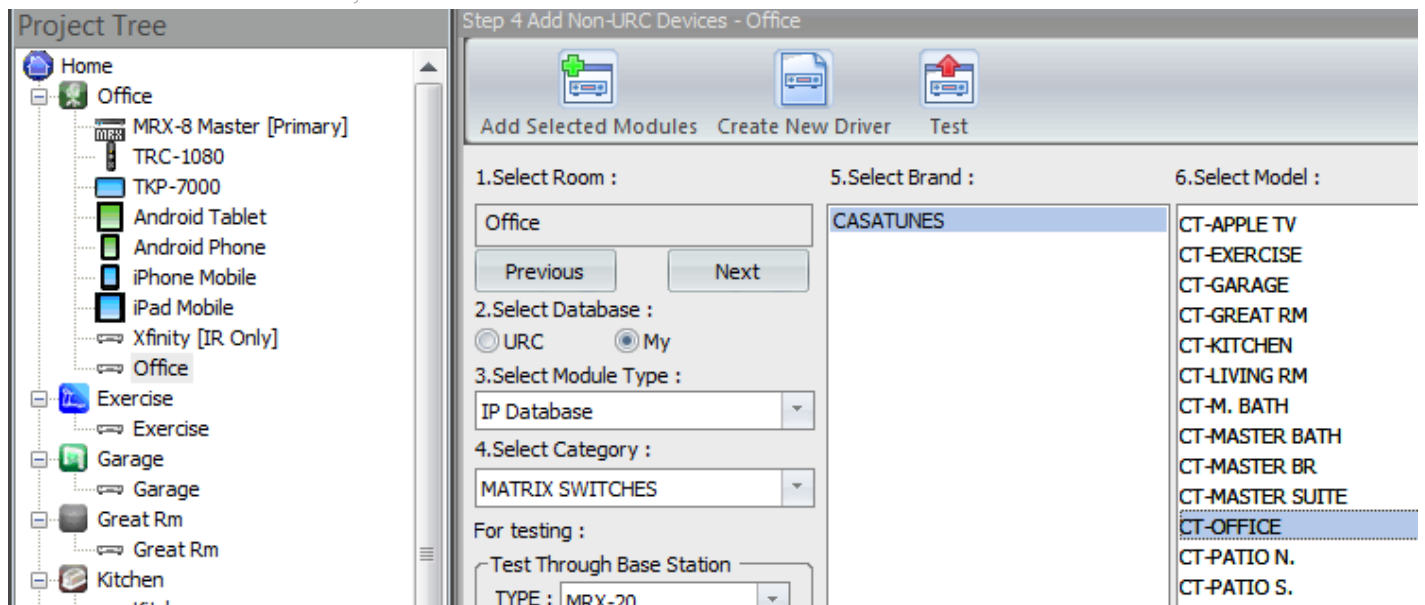 Project Tree
Home
Office
MRX-8 Master [Primary]
TRC-1080
TKP-7000
Android Tablet
Android Phone
iPhone Mobile
iPad Mobile
Xfinity [IR Only]
Office
Exercise
Exercise
Garage
Garage
Great Rm
Great Rm
Kitchen
Step 4 Add Non-URC Devices - Office
Add Selected Modules
Create New Driver
Test
1.Select Room :
Office
Previous
Next
2.Select Database :
URC
My
3.Select Module Type :
IP Database
4.Select Category :
MATRIX SWITCHES
For testing :
Test Through Base Station
TYPE : MRX-20
5.Select Brand :
CASATUNES
6.Select Model :
CT-APPLE TV
CT-EXERCISE
CT-GARAGE
CT-GREAT RM
CT-KITCHEN
CT-LIVING RM
CT-M. BATH
CT-MASTER BATH
CT-MASTER BR
CT-MASTER SUITE
CT-OFFICE
CT-PATIO N.
CT-PATIO S.